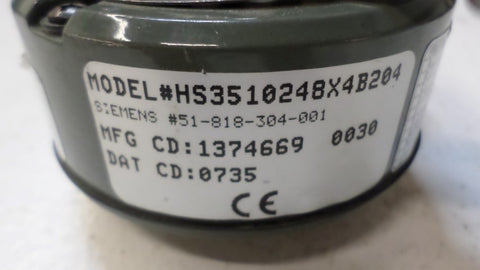 MODEL#HS3510248X4B204
SIEMENS #51-818-304-001
MFG CD:1374669 0030
DAT CD:0735
CE